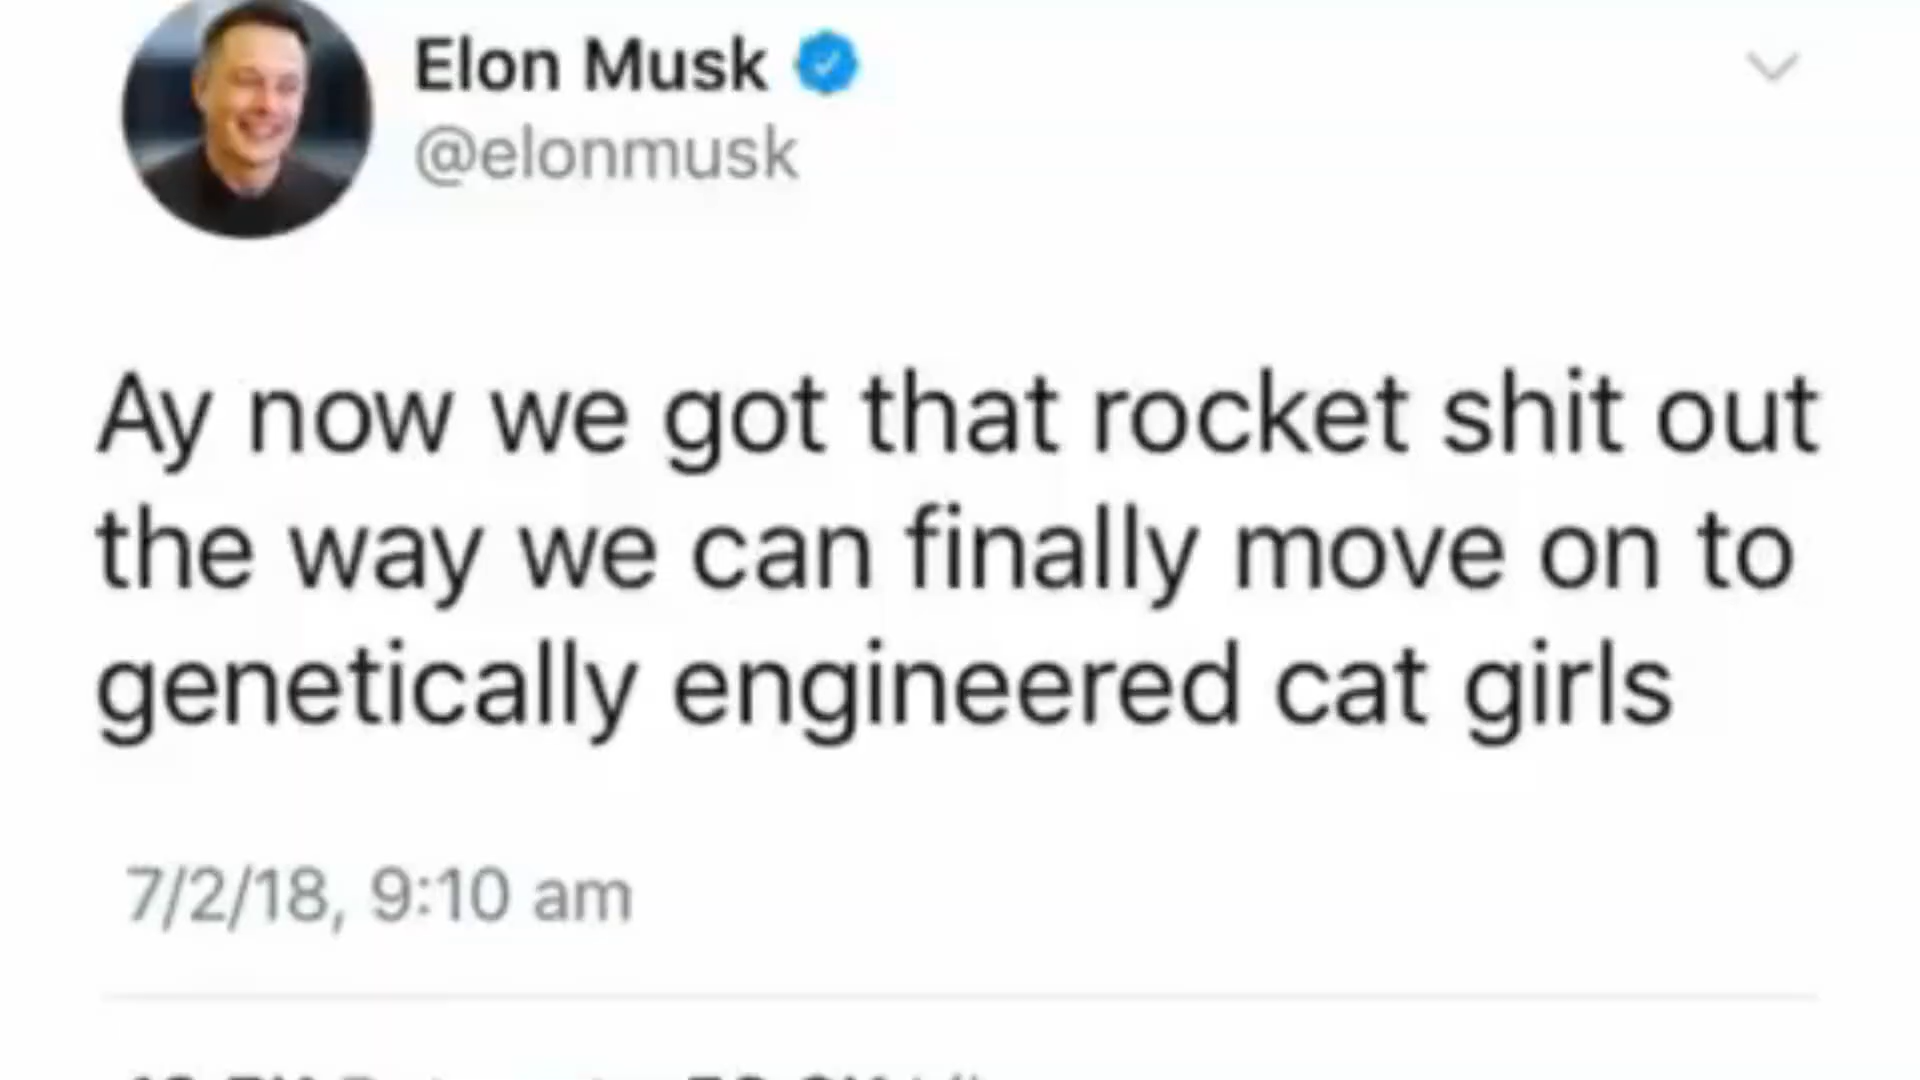 Elon Musk
@elonmusk
Ay now we got that rocket shit out
the way we can finally move on to
genetically engineered cat girls
7/2/18, 9:10 am